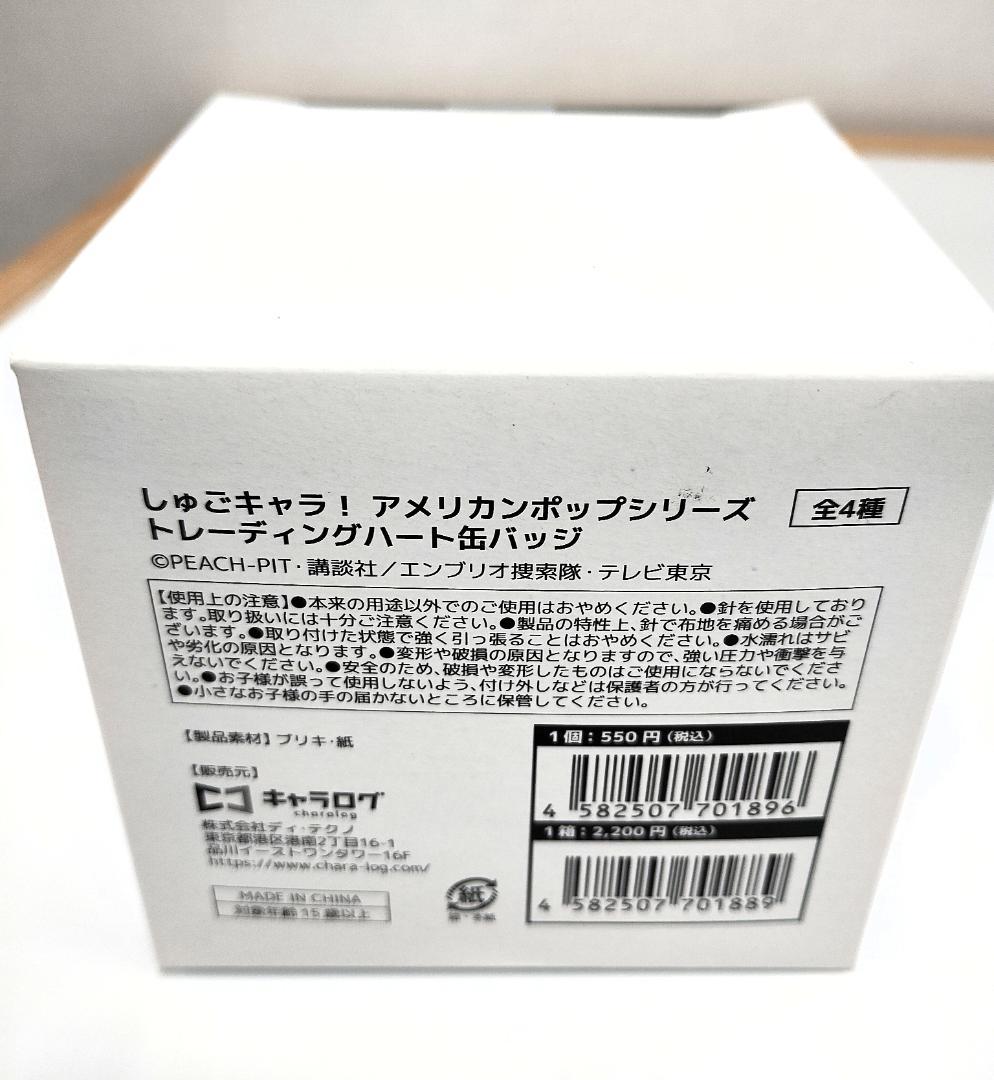 しゅごキャラ！ アメリカンポップシリーズ
トレーディングハート缶バッジ
全4種
©PEACH-PIT・講談社／エンブリオ捜索隊・テレビ東京
【使用上の注意】●本来の用途以外でのご使用はおやめください。●針を使用しており
ます。取り扱いには十分ご注意ください。●製品の特性上、針で布地を痛める場合がご
ざいます。●取り付けた状態で強く引っ張ることはおやめください。●水濡れはサビ
や劣化の原因となります。●変形や破損の原因となりますので、強い圧力や衝撃を与
えないでください。●安全のため、破損や変形したものはご使用にならないでくださ
い。●お子様が誤って使用しないよう、付け外しなどは保護者の方が行ってください。
●小さなお子様の手の届かないところに保管してください。
【製品素材】ブリキ・紙
【販売元】
キャラログ
charalog
株式会社ディ・テクノ
東京都港区港南2丁目16-1
品川イーストワンタワー16F
https://www.chara-log.com/
MADE IN CHINA
対象年齢 15 歳以上
紙
1個：550円（税込）
4 582507 701896
1箱：2,200円（税込）
4 582507 701889